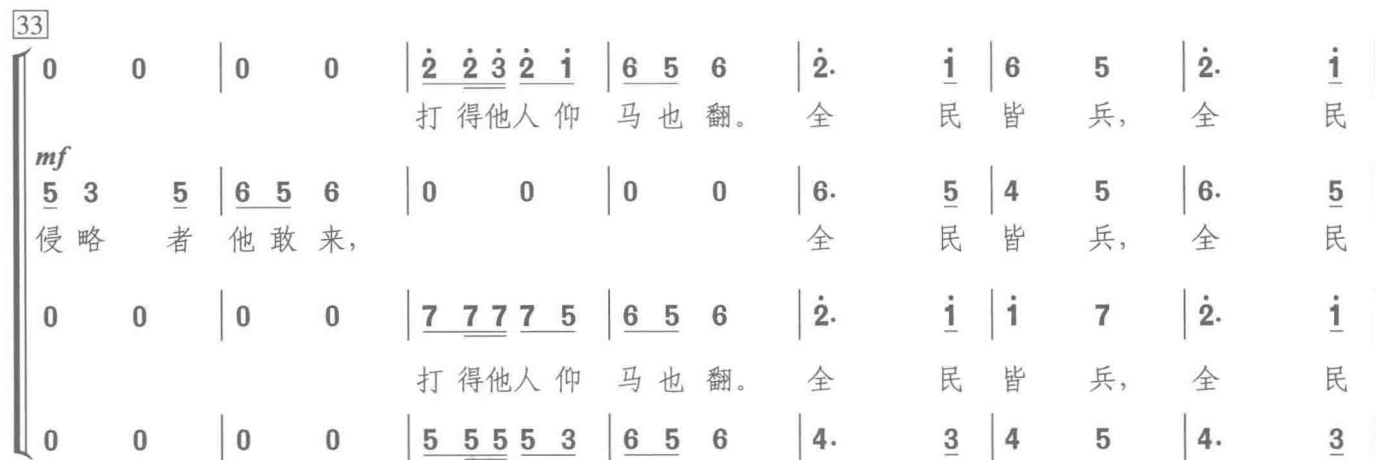 33
0 0 | 0 0 | 2̇ 2̇ 3̇ 2̇ 1̇ | 6 5 6 | 2̇. 1̇ | 6 5 | 2̇. 1̇
打 得他人 仰 马 也 翻。 全 民 皆 兵, 全 民
mf
5 3 5 | 6 5 6 | 0 0 | 0 0 | 6. 5 | 4 5 | 6. 5
侵 略 者 他 敢 来, 全 民 皆 兵, 全 民
0 0 | 0 0 | 7 7 7 7 5 | 6 5 6 | 2̇. 1̇ | 1̇ 7 | 2̇. 1̇
打 得他人 仰 马 也 翻。 全 民 皆 兵, 全 民
0 0 | 0 0 | 5 5 5 5 3 | 6 5 6 | 4. 3 | 4 5 | 4. 3